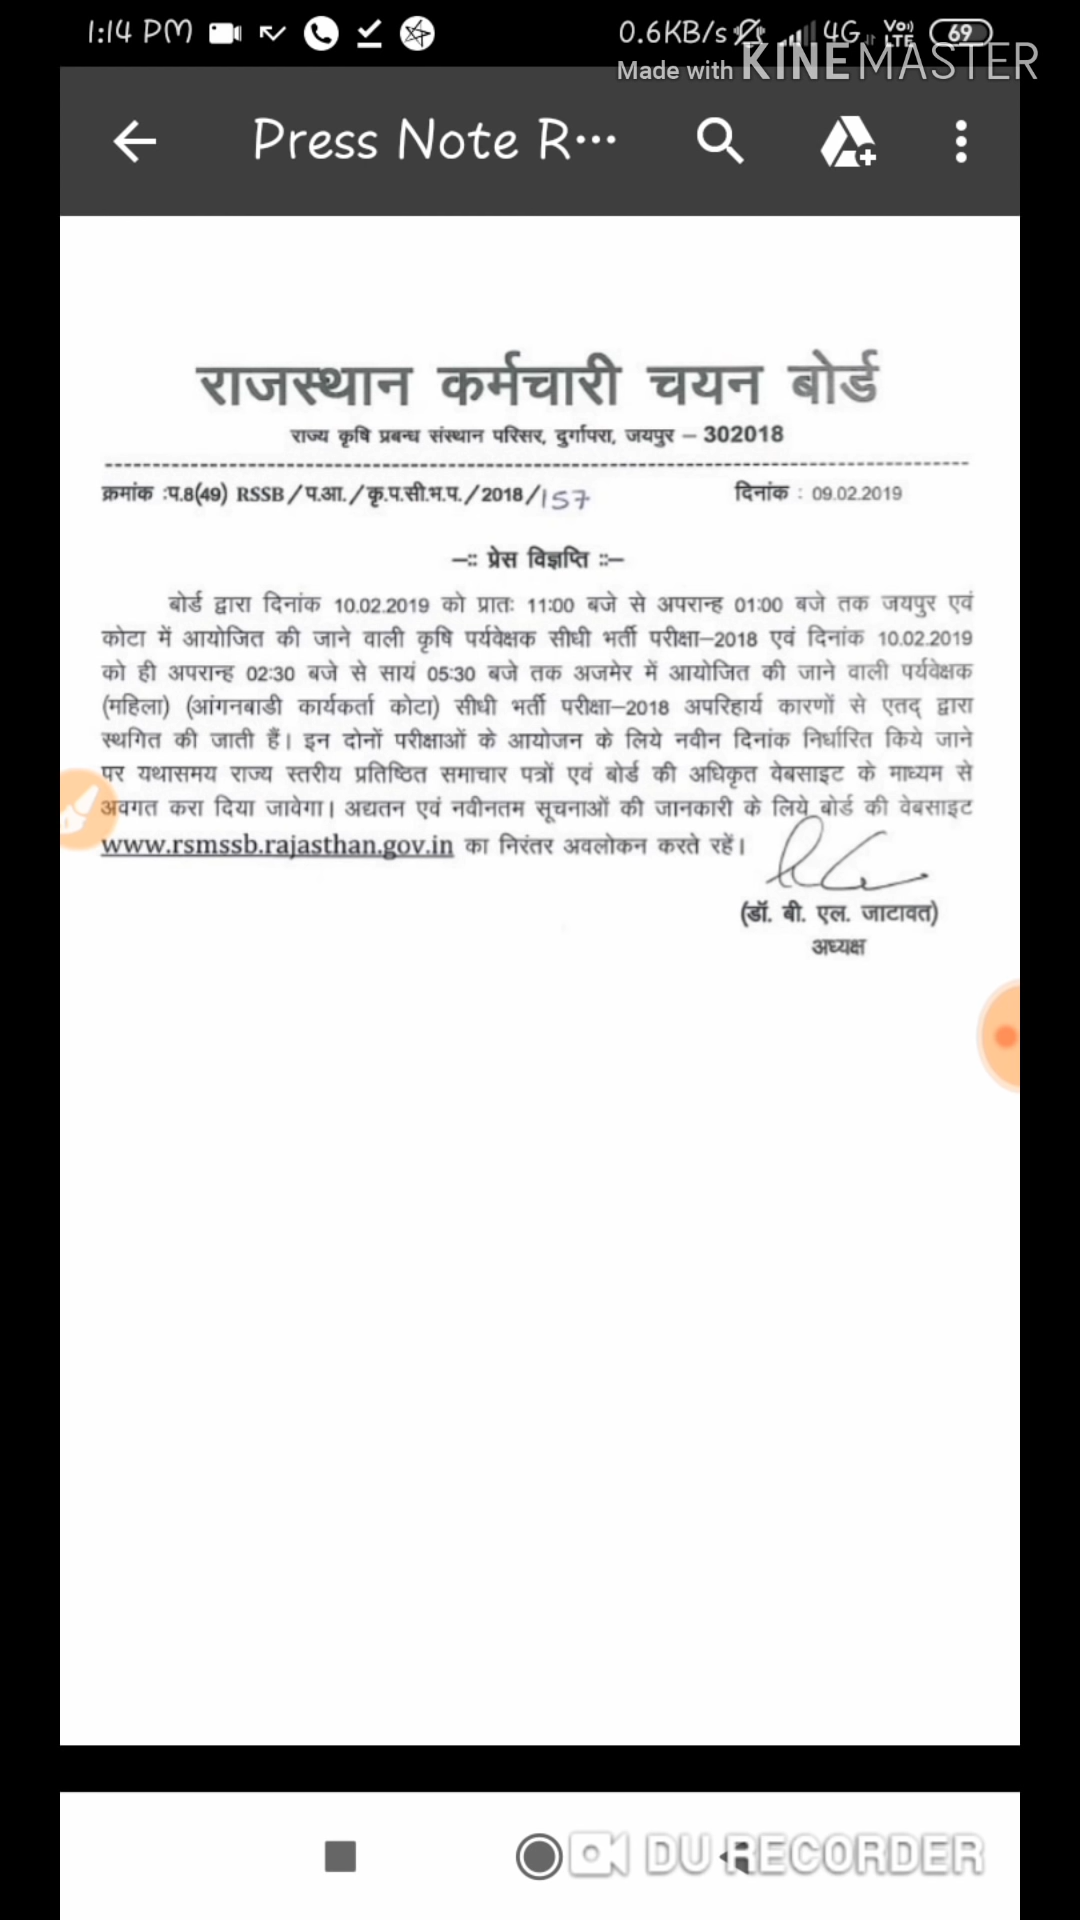 1:14 PM
0.6KB/s 4G VoLTE 69
Made with KINEMASTER
Press Note R...
राजस्थान कर्मचारी चयन बोर्ड
राज्य कृषि प्रबन्ध संस्थान परिसर, दुर्गापरा, जयपुर – 302018
क्रमांक :प.8(49) RSSB/प.आ./कृ.प.सी.भ.प./2018/157 दिनांक : 09.02.2019
–:: प्रेस विज्ञप्ति ::–
बोर्ड द्वारा दिनांक 10.02.2019 को प्रातः 11:00 बजे से अपरान्ह 01:00 बजे तक जयपुर एवं
कोटा में आयोजित की जाने वाली कृषि पर्यवेक्षक सीधी भर्ती परीक्षा–2018 एवं दिनांक 10.02.2019
को ही अपरान्ह 02:30 बजे से सायं 05:30 बजे तक अजमेर में आयोजित की जाने वाली पर्यवेक्षक
(महिला) (आंगनबाडी कार्यकर्ता कोटा) सीधी भर्ती परीक्षा–2018 अपरिहार्य कारणों से एतद् द्वारा
स्थगित की जाती हैं। इन दोनों परीक्षाओं के आयोजन के लिये नवीन दिनांक निर्धारित किये जाने
पर यथासमय राज्य स्तरीय प्रतिष्ठित समाचार पत्रों एवं बोर्ड की अधिकृत वेबसाइट के माध्यम से
अवगत करा दिया जावेगा। अद्यतन एवं नवीनतम सूचनाओं की जानकारी के लिये बोर्ड की वेबसाइट
www.rsmssb.rajasthan.gov.in का निरंतर अवलोकन करते रहें।
(डॉ. बी. एल. जाटावत)
अध्यक्ष
DU RECORDER